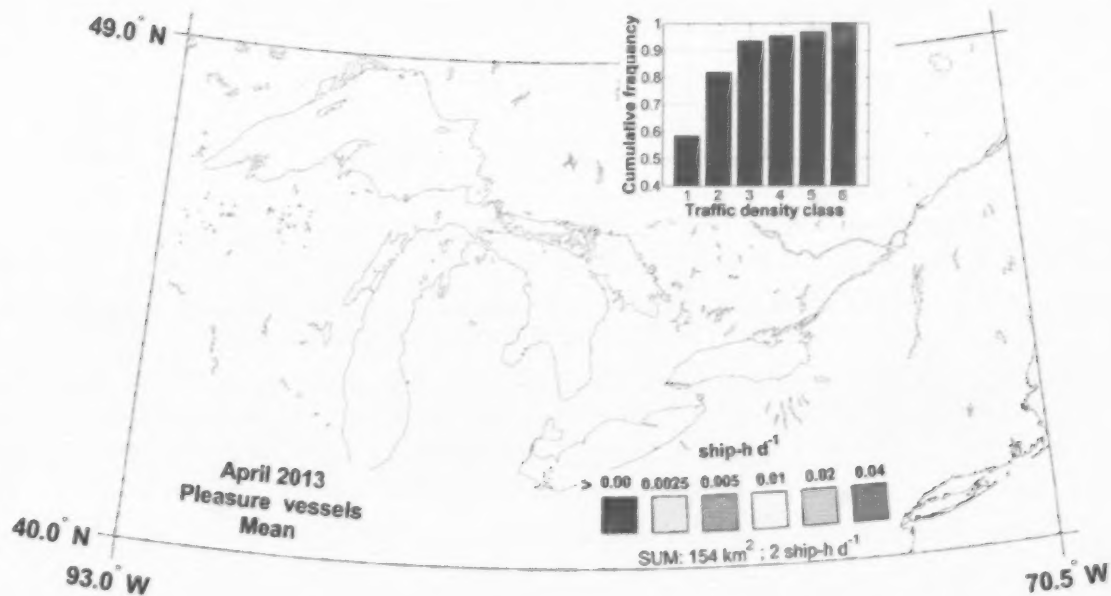 49.0° N
Cumulative fraquancy
1
0.9
0.8
0.7
0.6
0.5
0.4
1 2 3 4 5 6
Traffic density class
April 2013
Pleasure vessels
Mean
ship-h d-1
> 0.00 0.0025 0.005 0.01 0.02 0.04
SUM: 154 km2 ; 2 ship-h d-1
40.0° N
93.0° W
70.5° W